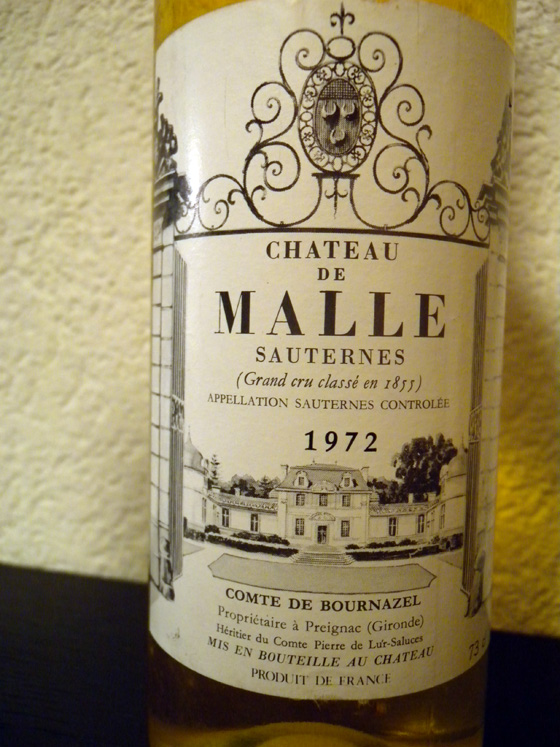 CHATEAU
DE
MALLE
SAUTERNES
(Grand cru classé en 1855)
APPELLATION SAUTERNES CONTROLÉE
1972
COMTE DE BOURNAZEL
Propriétaire à Preignac (Gironde)
Héritier du Comte Pierre de Lur-Saluces
MIS EN BOUTEILLE AU CHATEAU
73
PRODUIT DE FRANCE